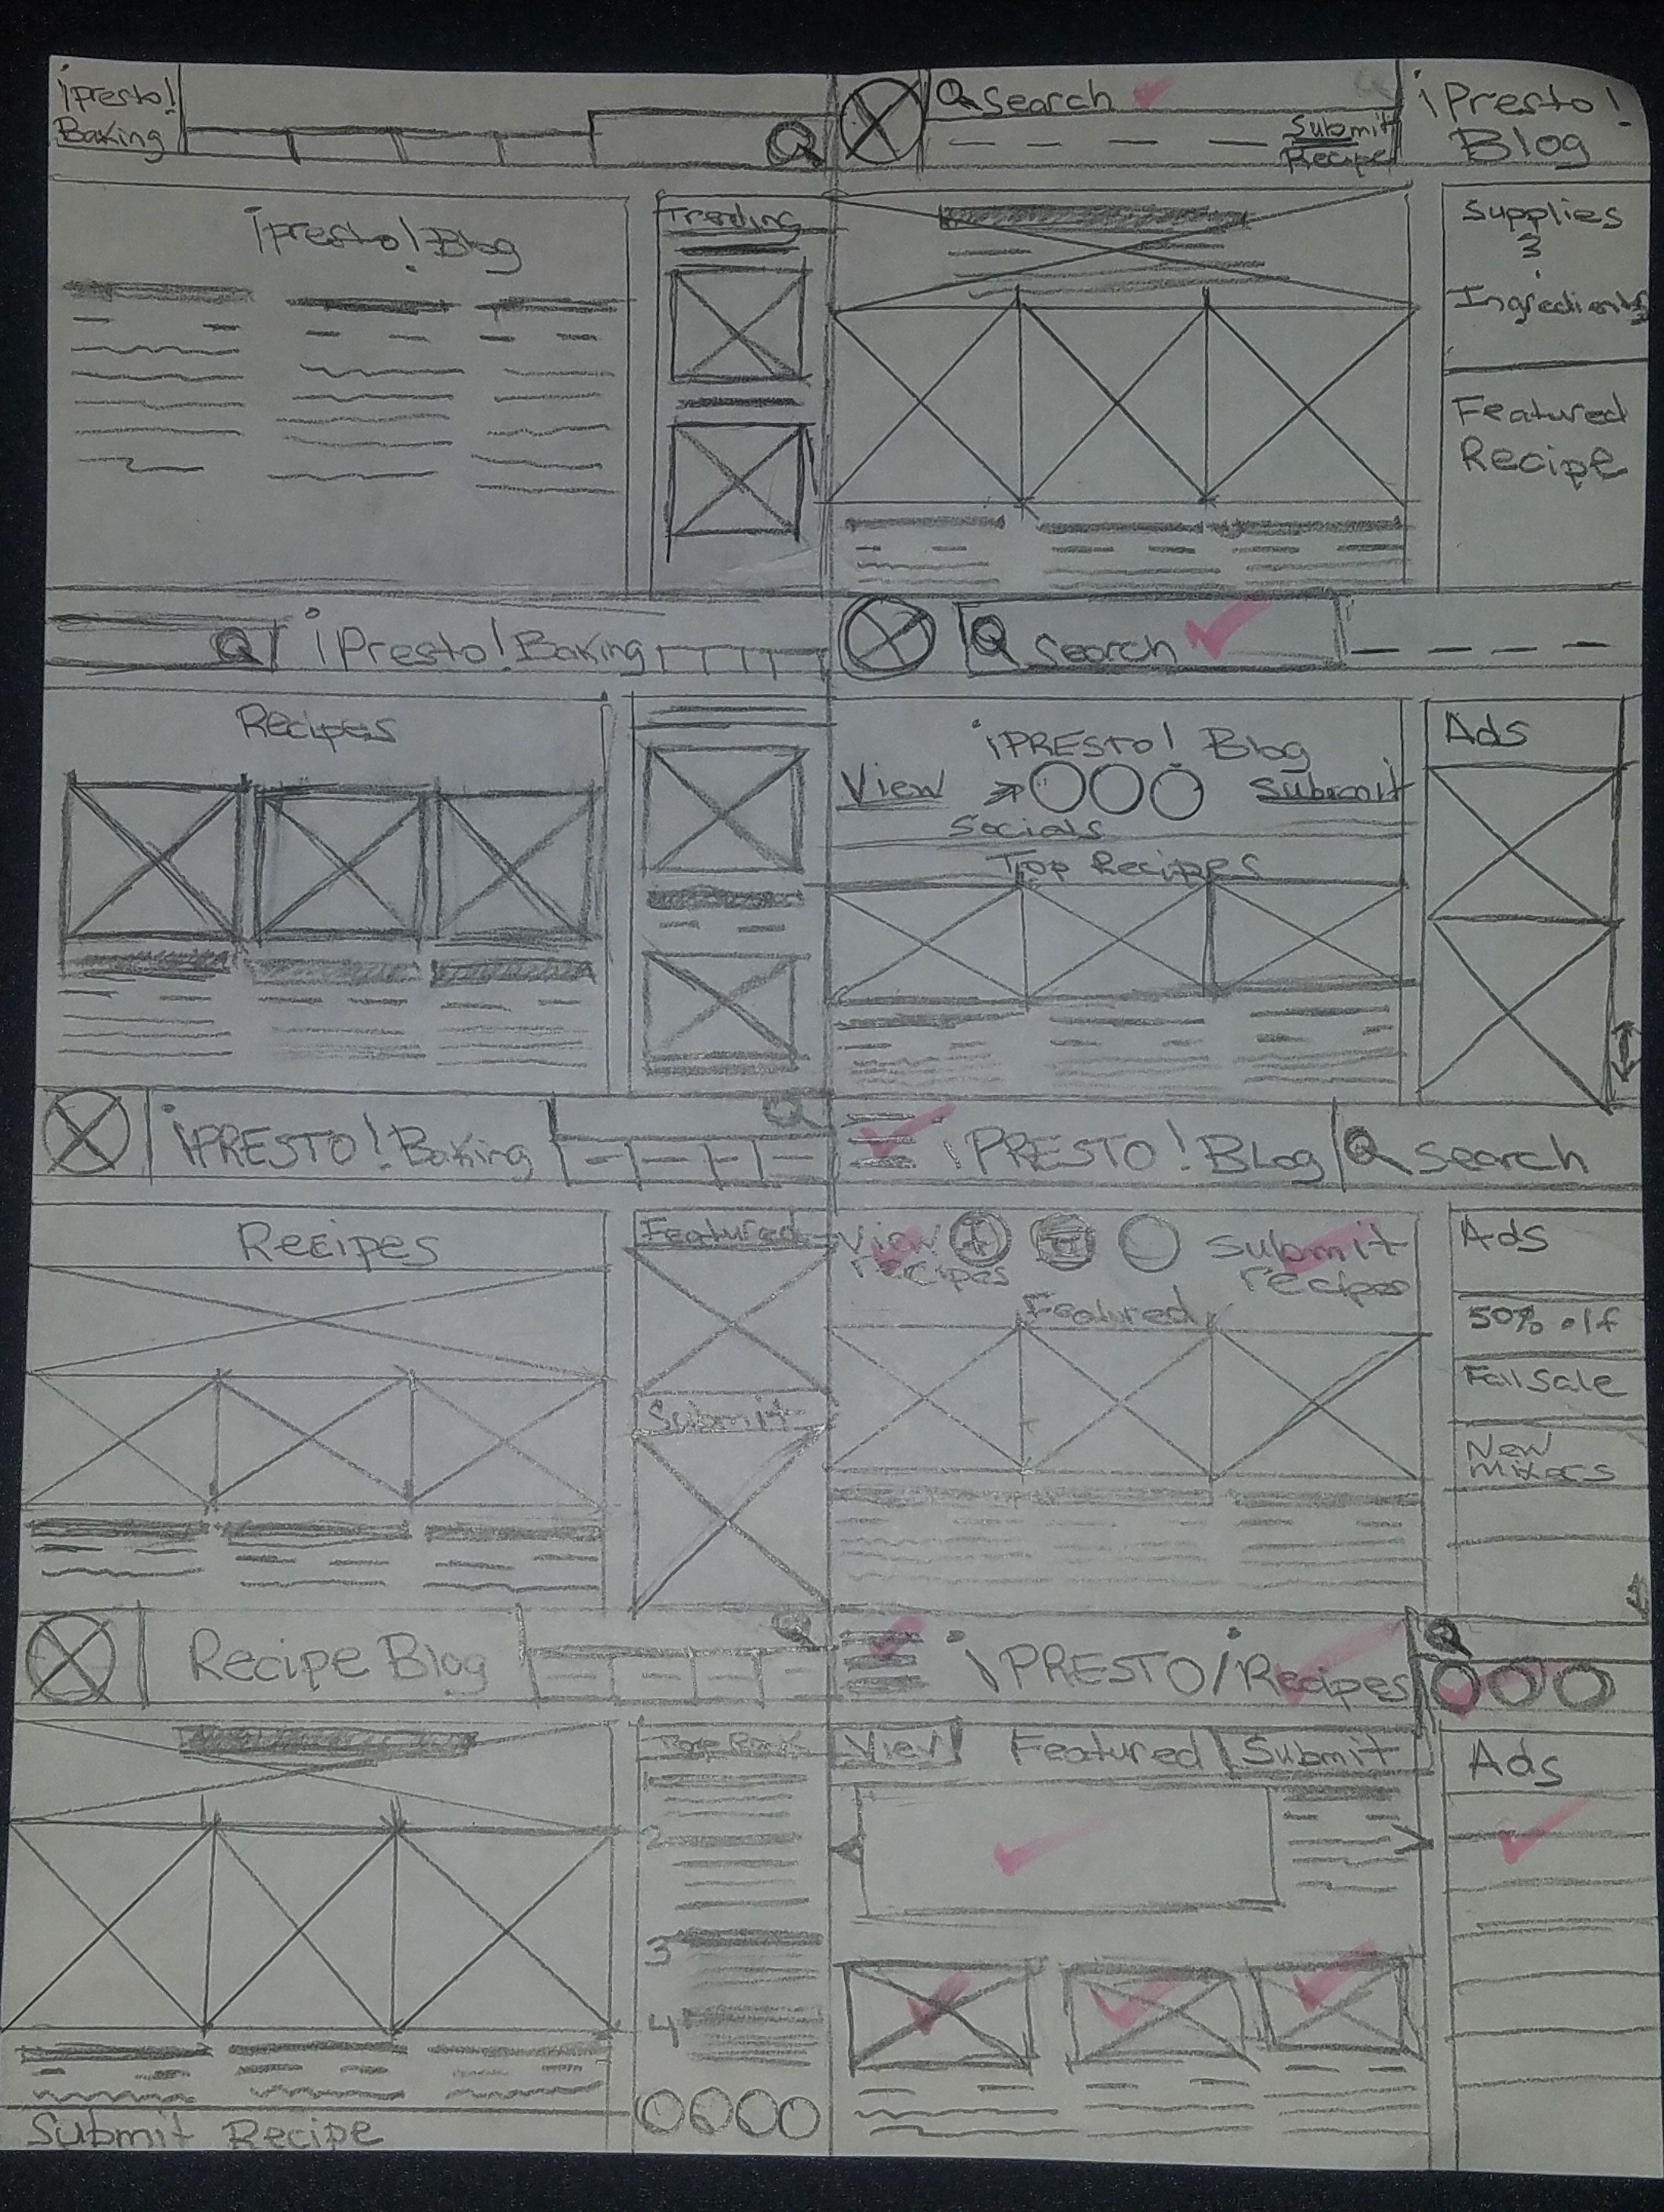 ¡presto!
Baking
¡presto! Blog
Trending
Search
Submit
Recipe
¡Presto!
Blog
Supplies
&
Ingredients
Featured
Recipe
¡Presto! Baking
Recipes
Search
¡PREsto! Blog
View
Submit
Socials
Top Recipes
Ads
¡PRESTO! Baking
Recipes
Featured
Submit
¡PRESTO! BLog
Search
View
recipes
Submit
recipes
Featured
Ads
50% off
Fall Sale
New
mixers
Recipe Blog
1
2
3
4
Submit Recipe
¡PRESTO/Recipes
View
Featured
Submit
Ads